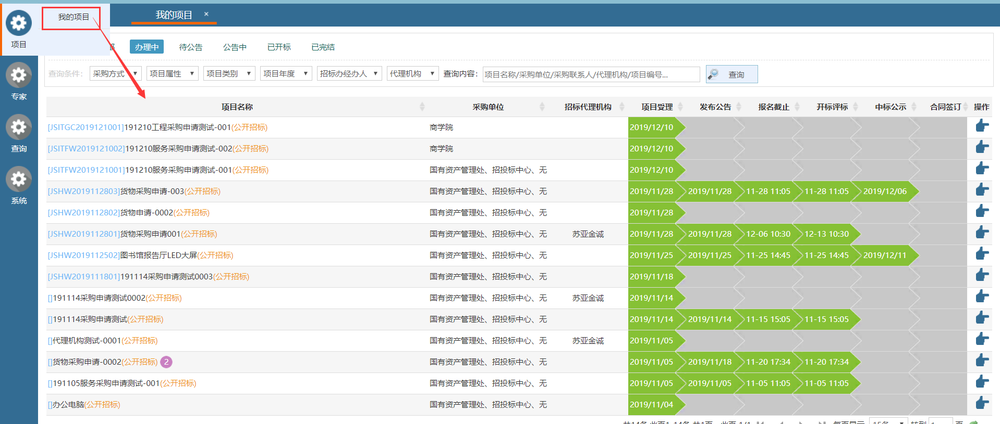 我的项目
我的项目 ×
项目
专家
查询
系统
部 办理中 待公告 公告中 已开标 已完结
查询条件： 采购方式 项目属性 项目类别 项目年度 招标办经办人 代理机构 查询内容： 项目名称/采购单位/采购联系人/代理机构/项目编号... 查询
项目名称 采购单位 招标代理机构 项目受理 发布公告 报名截止 开标评标 中标公示 合同签订 操作
[JSITGC2019121001]191210工程采购申请测试-001(公开招标) 商学院 2019/12/10
[JSITFW2019121002]191210服务采购申请测试-002(公开招标) 商学院 2019/12/10
[JSITFW2019121001]191210服务采购申请测试-001(公开招标) 国有资产管理处、招投标中心、无 2019/12/10
[JSHW2019112803]货物采购申请-003(公开招标) 国有资产管理处、招投标中心、无 2019/11/28 2019/11/28 11-28 11:05 11-28 11:05 2019/12/06
[JSHW2019112802]货物申请-0002(公开招标) 国有资产管理处、招投标中心、无 2019/11/28
[JSHW2019112801]货物采购申请001(公开招标) 国有资产管理处、招投标中心、无 苏亚金诚 2019/11/28 2019/11/28 12-06 10:30 12-13 10:30
[JSHW2019112502]图书馆报告厅LED大屏(公开招标) 国有资产管理处、招投标中心、无 2019/11/25 2019/11/25 11-25 14:45 11-25 14:45 2019/12/11
[JSHW2019111801]191114采购申请测试0003(公开招标) 国有资产管理处、招投标中心、无 2019/11/18
[]191114采购申请测试0002(公开招标) 国有资产管理处、招投标中心、无 苏亚金诚 2019/11/14
[]191114采购申请测试(公开招标) 国有资产管理处、招投标中心、无 2019/11/14 2019/11/14 11-15 15:05 11-15 15:05
[]代理机构测试-0001(公开招标) 国有资产管理处、招投标中心、无 苏亚金诚 2019/11/05
[]货物采购申请-0002(公开招标) 2 国有资产管理处、招投标中心、无 2019/11/05 2019/11/18 11-20 17:34 11-20 17:34
[]191105服务采购申请测试-001(公开招标) 国有资产管理处、招投标中心、无 2019/11/05 2019/11/05 11-05 11:05 11-05 11:05
[]办公电脑(公开招标) 国有资产管理处、招投标中心、无 2019/11/04
共14条 此页1-14条 共1页 此页 1/1 每页显示 15条 转到 1 页